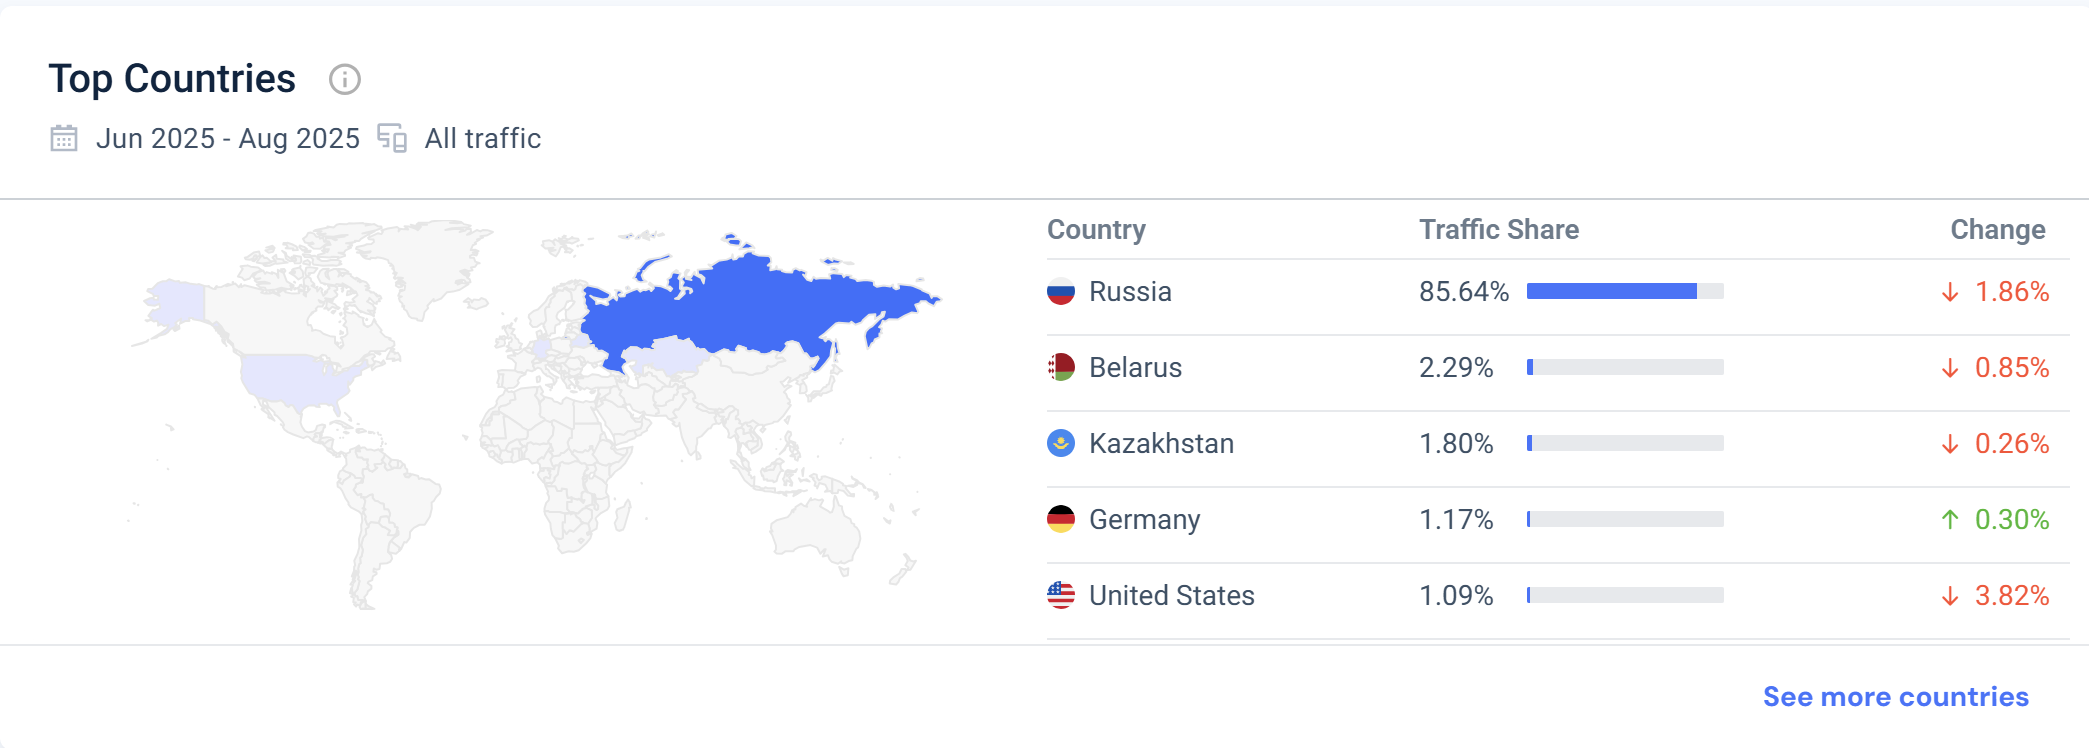 Top Countries
Jun 2025 - Aug 2025 All traffic
Country Traffic Share Change
Russia 85.64% ↓ 1.86%
Belarus 2.29% ↓ 0.85%
Kazakhstan 1.80% ↓ 0.26%
Germany 1.17% ↑ 0.30%
United States 1.09% ↓ 3.82%
See more countries